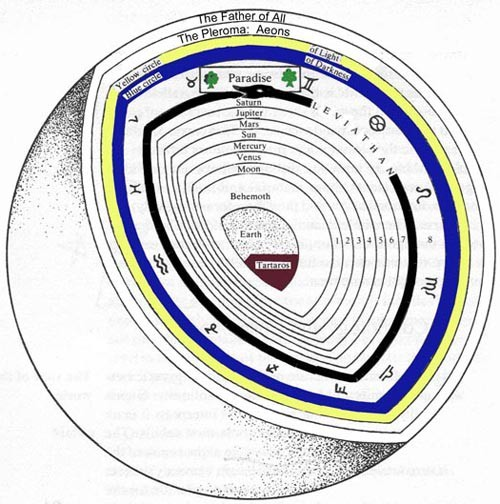 The Father of All
The Pleroma: Aeons
Yellow circle of Light
Blue circle of Darkness
Paradise
LEVIATHAN
Saturn
Jupiter
Mars
Sun
Mercury
Venus
Moon
Behemoth
Earth
1 2 3 4 5 6 7 8
Tartaros